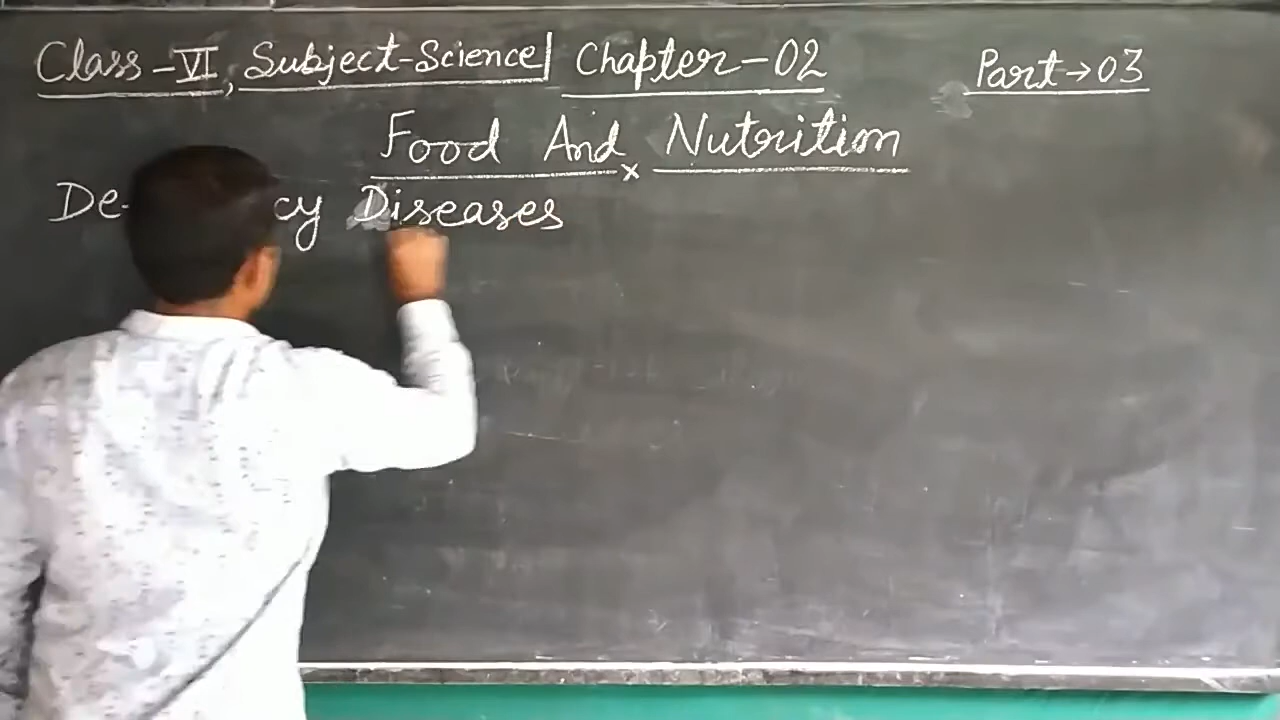 Class-VI, Subject-Science| Chapter-02 Part→03
Food And Nutrition
De cy Diseases